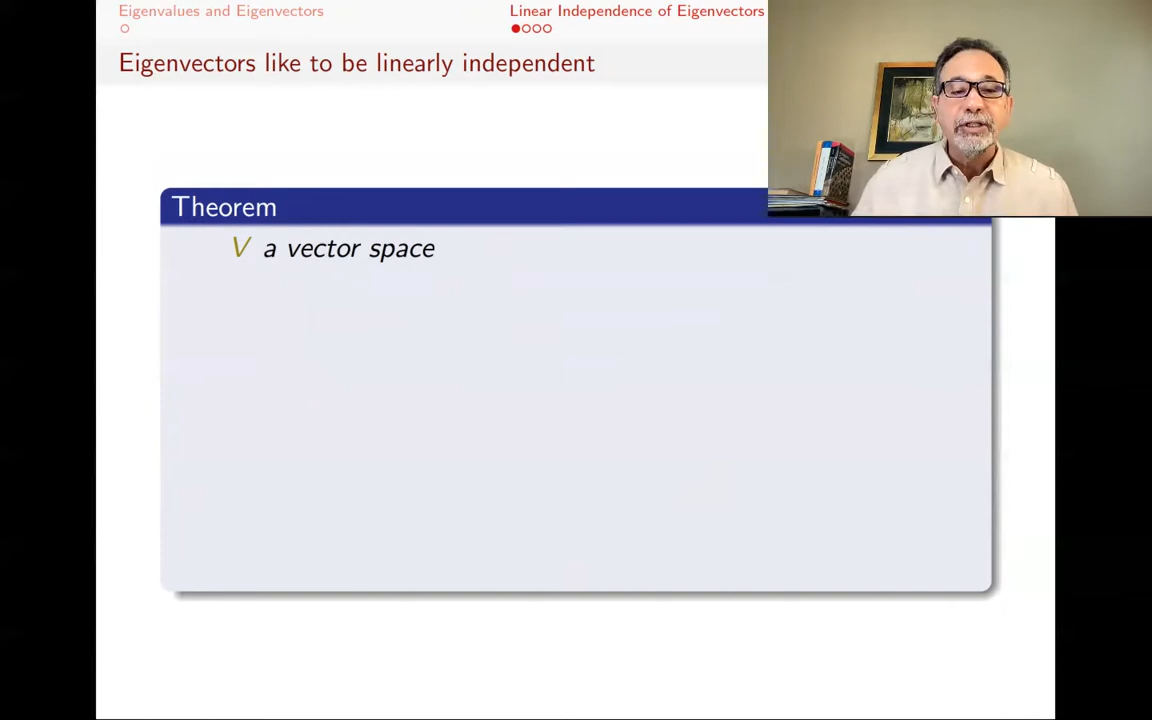 Eigenvalues and Eigenvectors
Linear Independence of Eigenvectors
Eigenvectors like to be linearly independent
Theorem
V a vector space